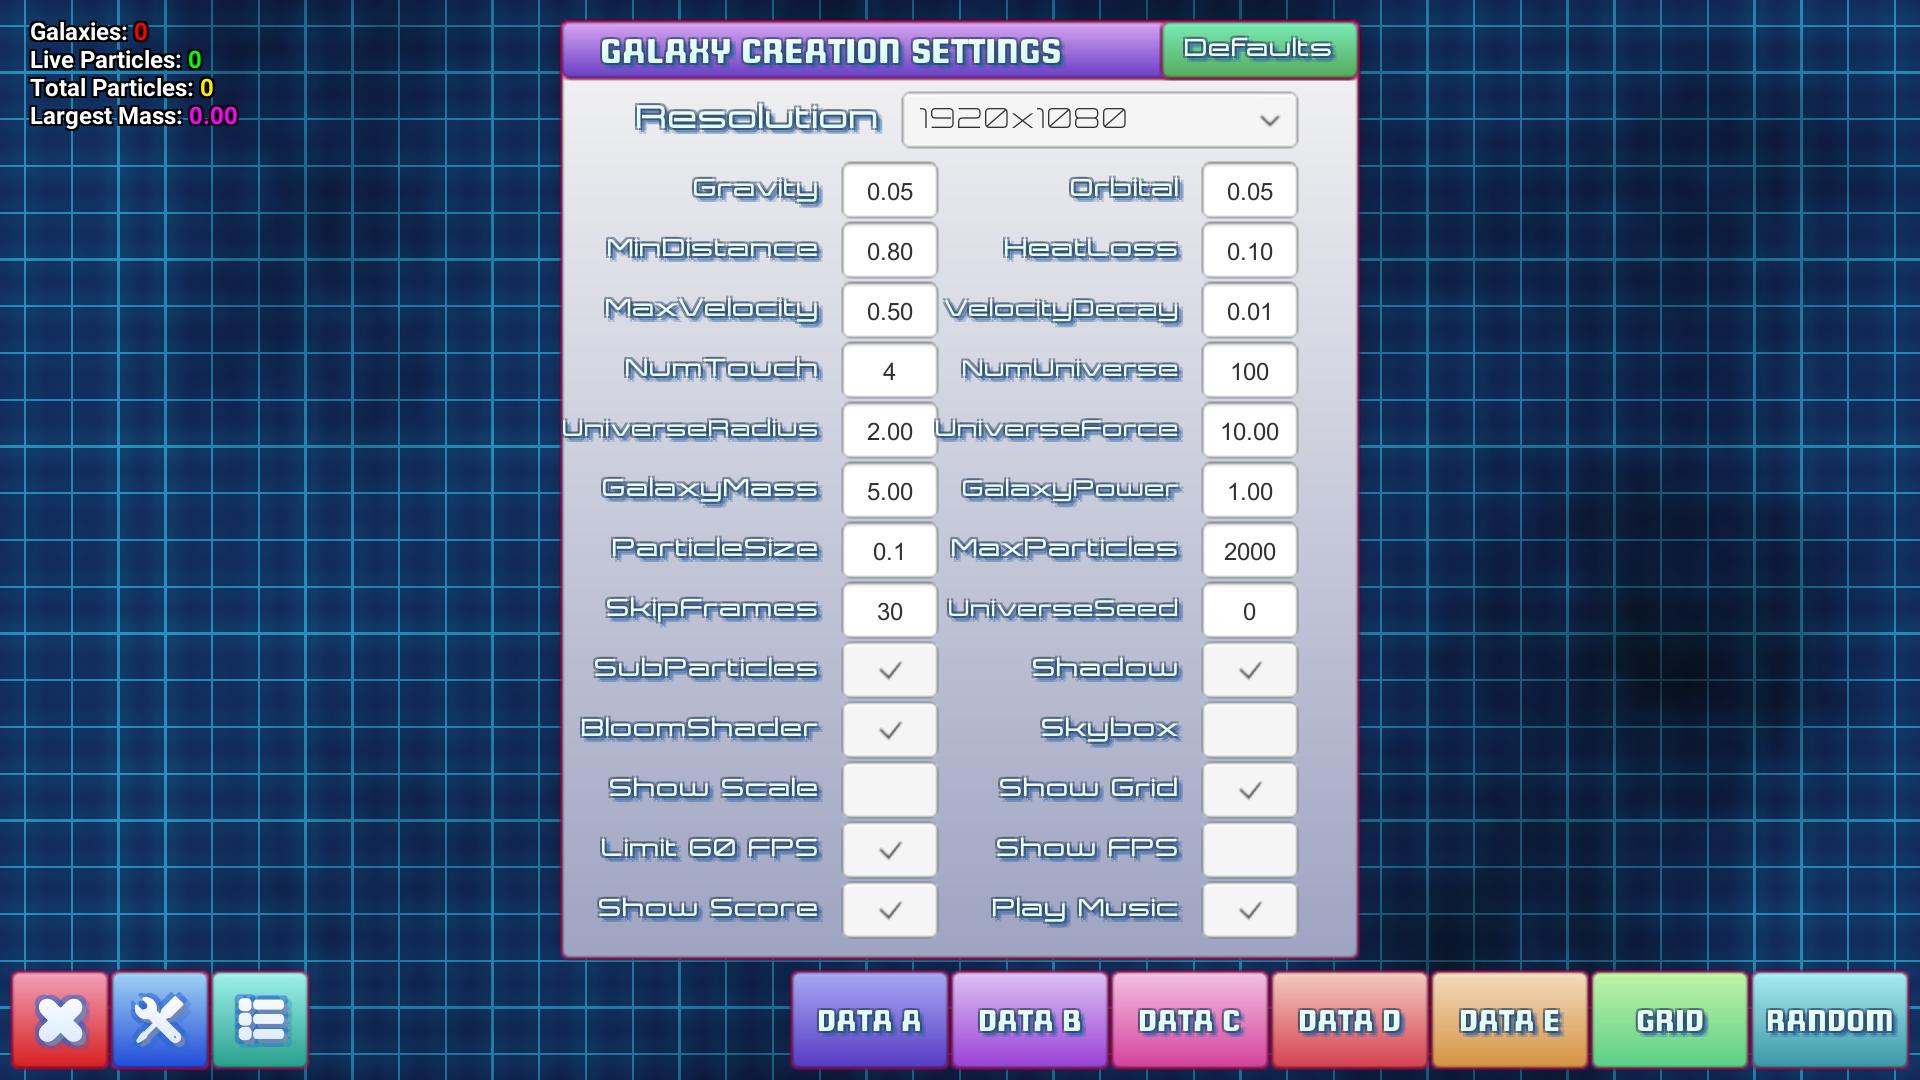 Galaxies: 0
Live Particles: 0
Total Particles: 0
Largest Mass: 0.00
GALAXY CREATION SETTINGS
Defaults
Resolution 1920x1080
Gravity 0.05 Orbital 0.05
MinDistance 0.80 HeatLoss 0.10
MaxVelocity 0.50 VelocityDecay 0.01
NumTouch 4 NumUniverse 100
UniverseRadius 2.00 UniverseForce 10.00
GalaxyMass 5.00 GalaxyPower 1.00
ParticleSize 0.1 MaxParticles 2000
SkipFrames 30 UniverseSeed 0
SubParticles Shadow
BloomShader Skybox
Show Scale Show Grid
Limit 60 FPS Show FPS
Show Score Play Music
DATA A DATA B DATA C DATA D DATA E GRID RANDOM